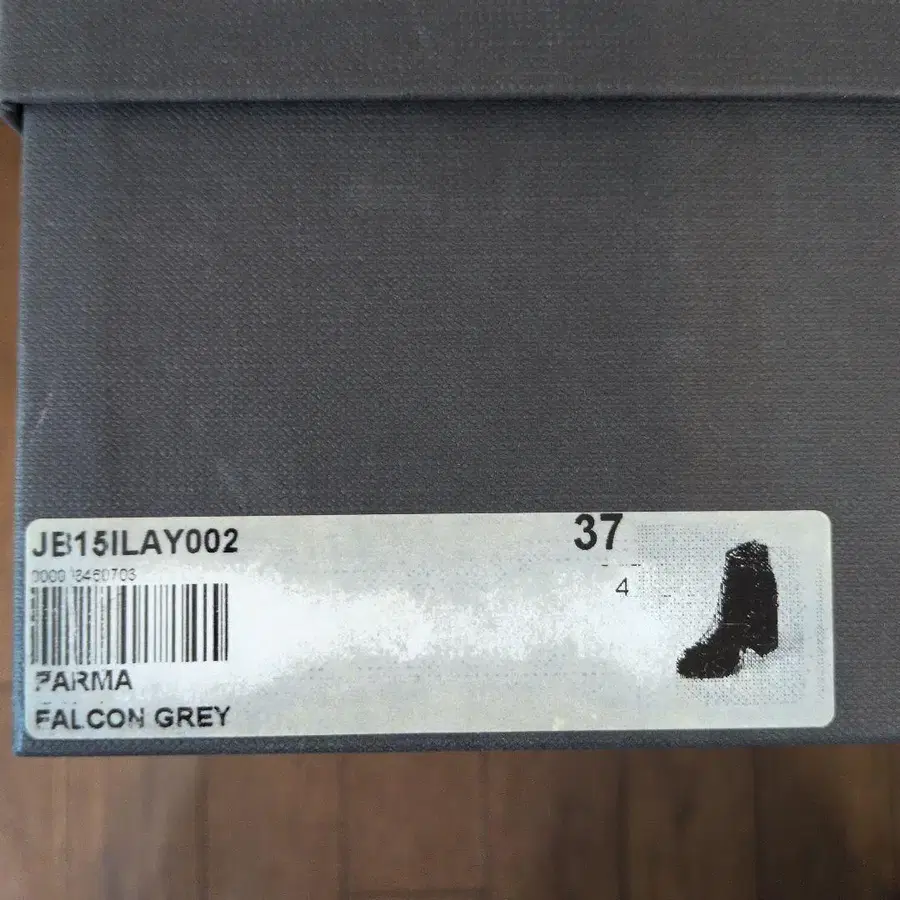 JB15ILAY002
37
4
PARMA
FALCON GREY